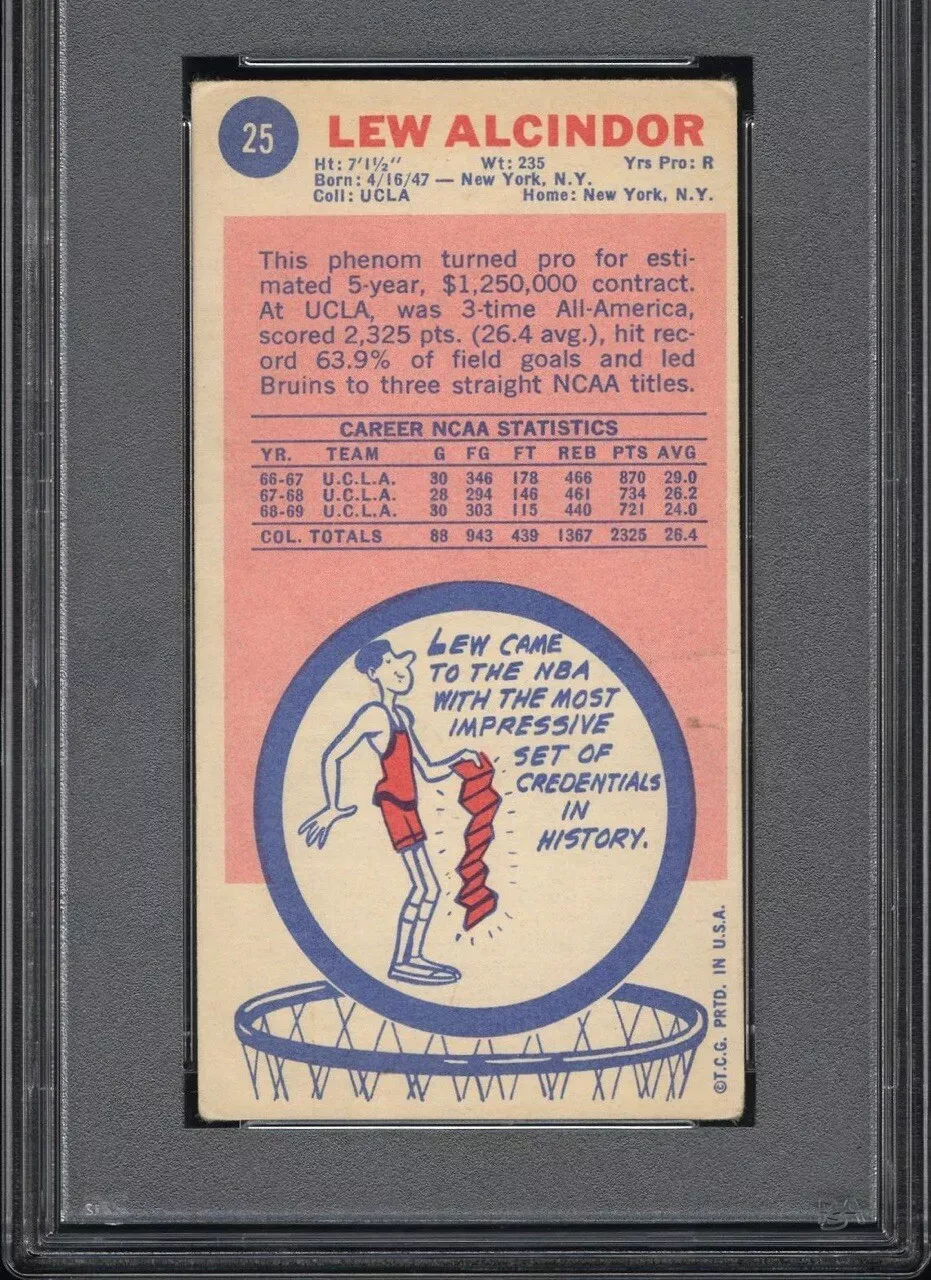 25
LEW ALCINDOR
Ht: 7'1½" Wt: 235 Yrs Pro: R
Born: 4/16/47 — New York, N.Y.
Coll: UCLA Home: New York, N.Y.
This phenom turned pro for esti-
mated 5-year, $1,250,000 contract.
At UCLA, was 3-time All-America,
scored 2,325 pts. (26.4 avg.), hit rec-
ord 63.9% of field goals and led
Bruins to three straight NCAA titles.
CAREER NCAA STATISTICS
YR. TEAM G FG FT REB PTS AVG
66-67 U.C.L.A. 30 346 178 466 870 29.0
67-68 U.C.L.A. 28 294 146 461 734 26.2
68-69 U.C.L.A. 30 303 115 440 721 24.0
COL. TOTALS 88 943 439 1367 2325 26.4
LEW CAME
TO THE NBA
WITH THE MOST
IMPRESSIVE
SET OF
CREDENTIALS
IN
HISTORY.
©T.C.G. PRTD. IN U.S.A.
PSA